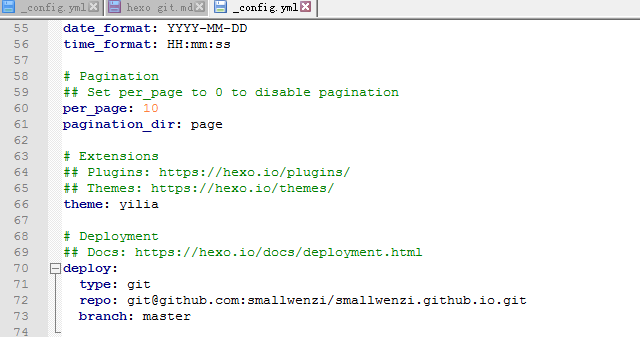 _config.yml hexo git.md _config.yml
55 date_format: YYYY-MM-DD
56 time_format: HH:mm:ss
57
58 # Pagination
59 ## Set per_page to 0 to disable pagination
60 per_page: 10
61 pagination_dir: page
62
63 # Extensions
64 ## Plugins: https://hexo.io/plugins/
65 ## Themes: https://hexo.io/themes/
66 theme: yilia
67
68 # Deployment
69 ## Docs: https://hexo.io/docs/deployment.html
70 deploy:
71 type: git
72 repo: git@github.com:smallwenzi/smallwenzi.github.io.git
73 branch: master
74